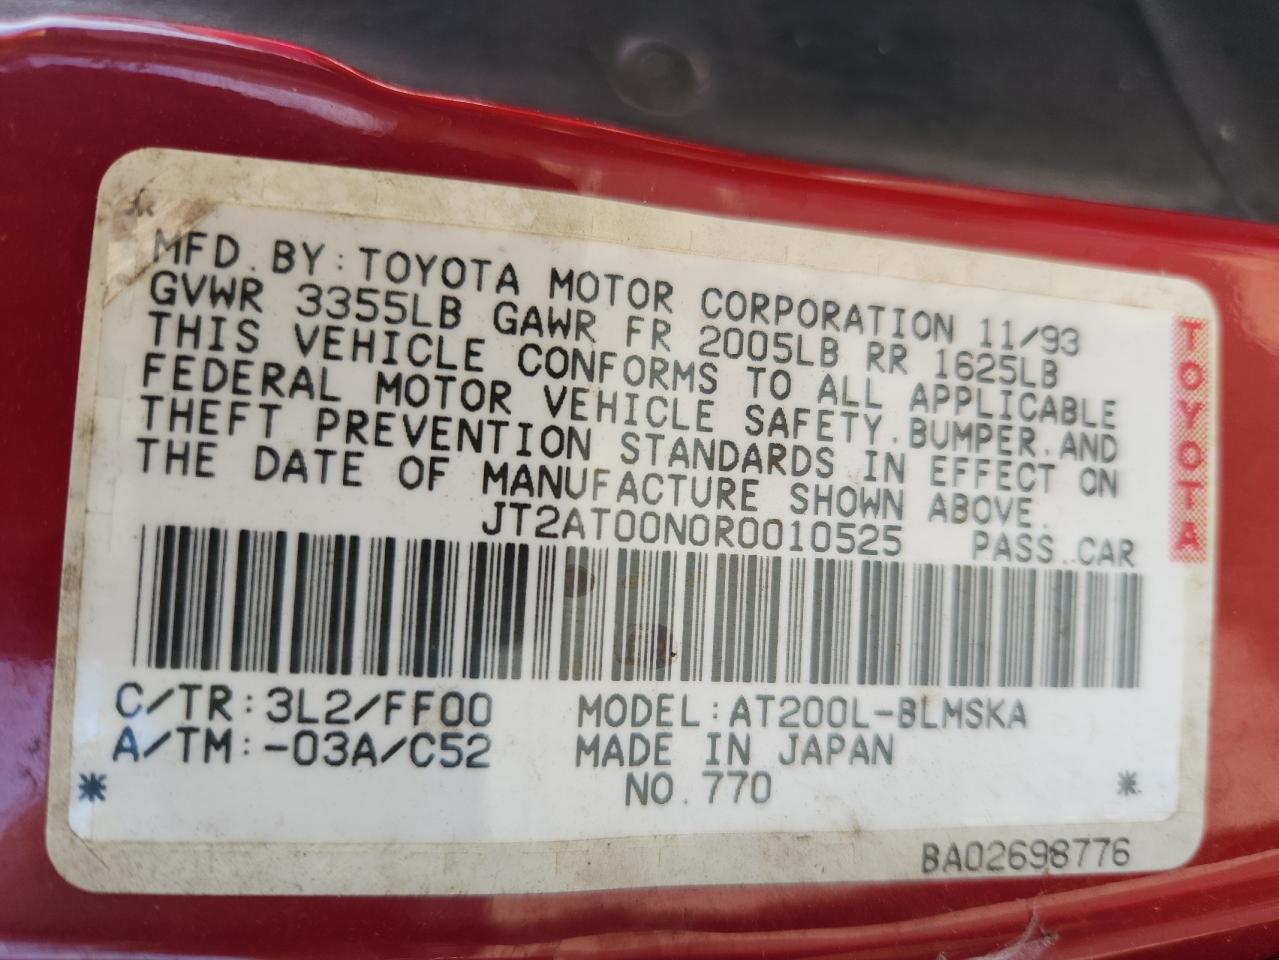 MFD. BY: TOYOTA MOTOR CORPORATION 11/93
GVWR 3355LB GAWR FR 2005LB RR 1625LB
THIS VEHICLE CONFORMS TO ALL APPLICABLE
FEDERAL MOTOR VEHICLE SAFETY, BUMPER, AND
THEFT PREVENTION STANDARDS IN EFFECT ON
THE DATE OF MANUFACTURE SHOWN ABOVE.
JT2AT00N0R0010525 PASS. CAR
C/TR: 3L2/FF00 MODEL: AT200L-BLMSKA
A/TM: -03A/C52 MADE IN JAPAN
* NO. 770 *
BA02698776
TOYOTA